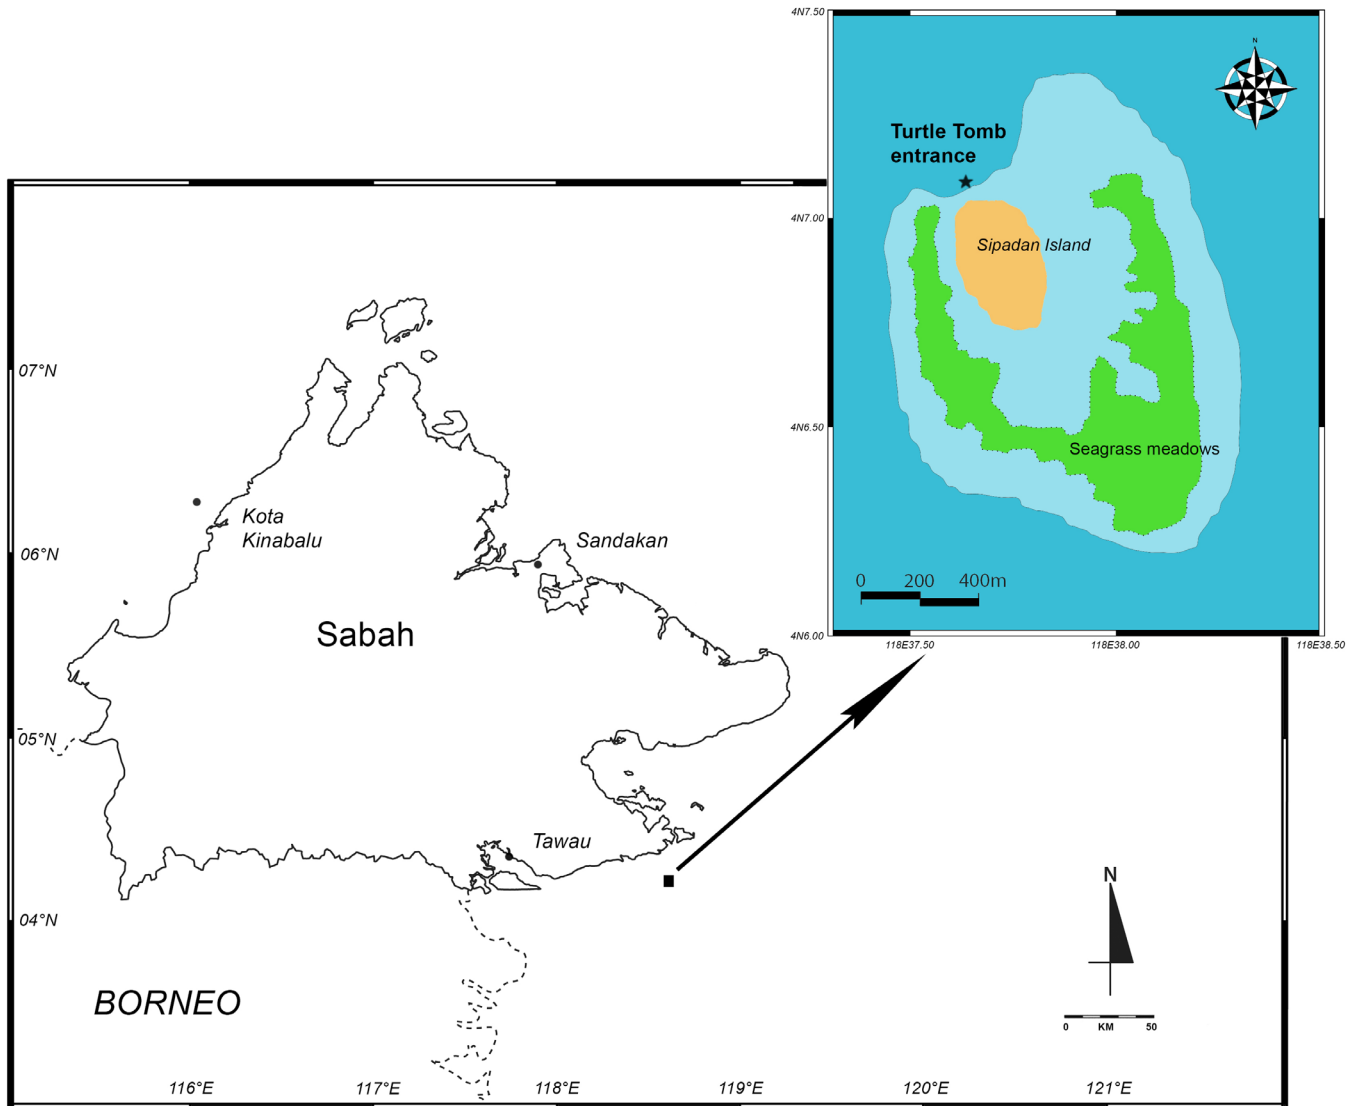 4N7.50
N
Turtle Tomb
entrance
4N7.00
Sipadan Island
4N6.50
Seagrass meadows
0 200 400m
4N6.00
118E37.50 118E38.00 118E38.50
07°N
Kota
Kinabalu
Sandakan
06°N
Sabah
05°N
Tawau
04°N
N
BORNEO
0 KM 50
116°E 117°E 118°E 119°E 120°E 121°E